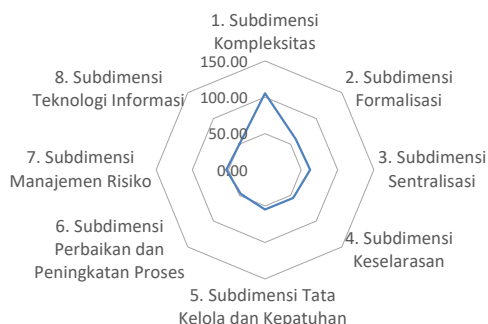 1. Subdimensi
Kompleksitas
2. Subdimensi
Formalisasi
3. Subdimensi
Sentralisasi
4. Subdimensi
Keselarasan
5. Subdimensi Tata
Kelola dan Kepatuhan
6. Subdimensi
Perbaikan dan
Peningkatan Proses
7. Subdimensi
Manajemen Risiko
8. Subdimensi
Teknologi Informasi
150.00
100.00
50.00
0.00